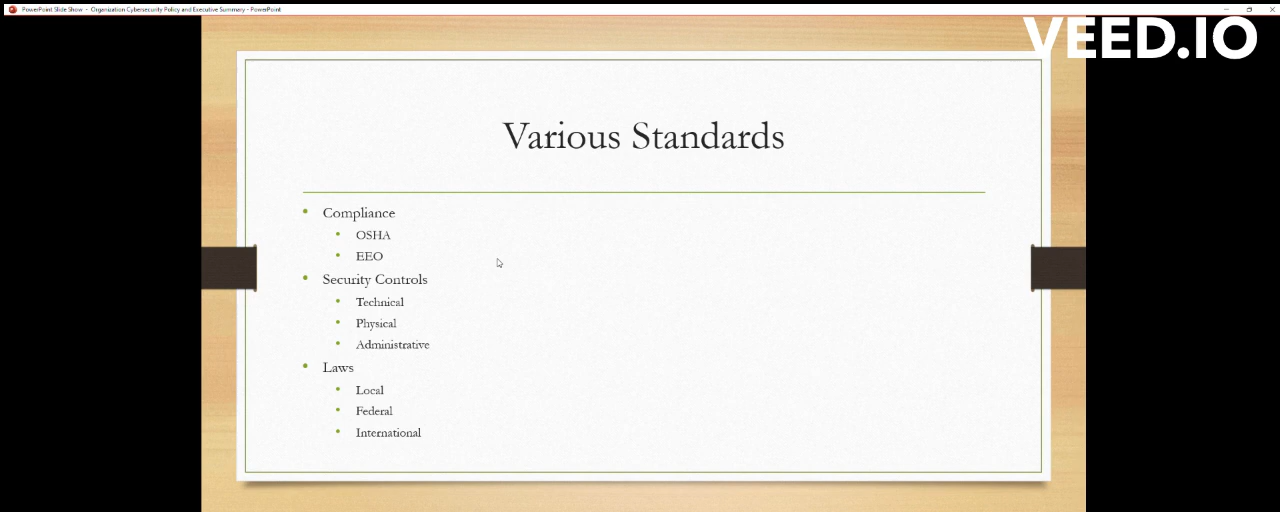 PowerPoint Slide Show - Organization Cybersecurity Policy and Executive Summary - PowerPoint
VEED.IO
Various Standards
Compliance
OSHA
EEO
Security Controls
Technical
Physical
Administrative
Laws
Local
Federal
International